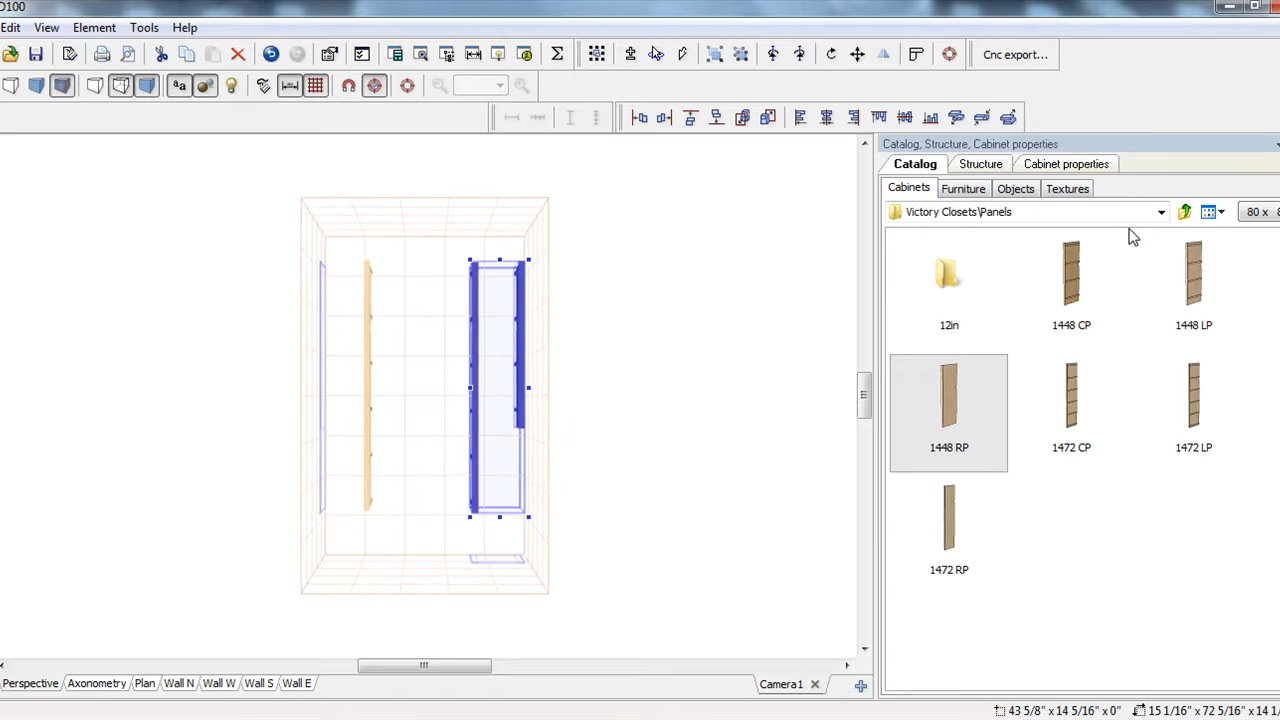 D100
Edit View Element Tools Help
Cnc export...
aa
Catalog, Structure, Cabinet properties
Catalog Structure Cabinet properties
Cabinets Furniture Objects Textures
Victory Closets\Panels
80 x 8
12in 1448 CP 1448 LP
1448 RP 1472 CP 1472 LP
1472 RP
Perspective Axonometry Plan Wall N Wall W Wall S Wall E
Camera1
43 5/8" x 14 5/16" x 0" 15 1/16" x 72 5/16" x 14 1/